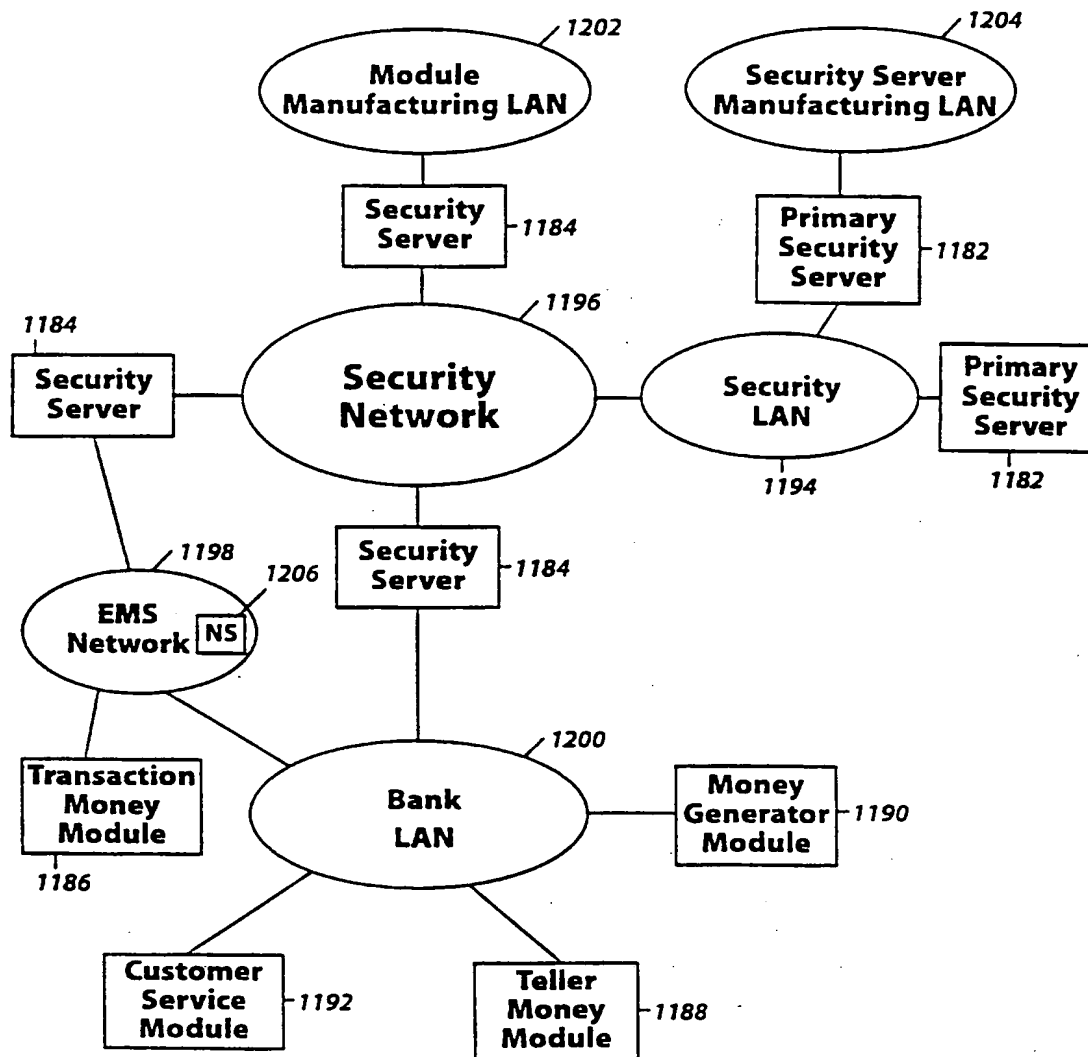 1202
Module
Manufacturing LAN
1204
Security Server
Manufacturing LAN
Security
Server
1184
Primary
Security
Server
1182
1196
Security
Network
1184
Security
Server
Security
LAN
1194
Primary
Security
Server
1182
Security
Server
1184
1198
1206
EMS
Network
NS
Transaction
Money
Module
1186
1200
Bank
LAN
Money
Generator
Module
1190
Customer
Service
Module
1192
Teller
Money
Module
1188